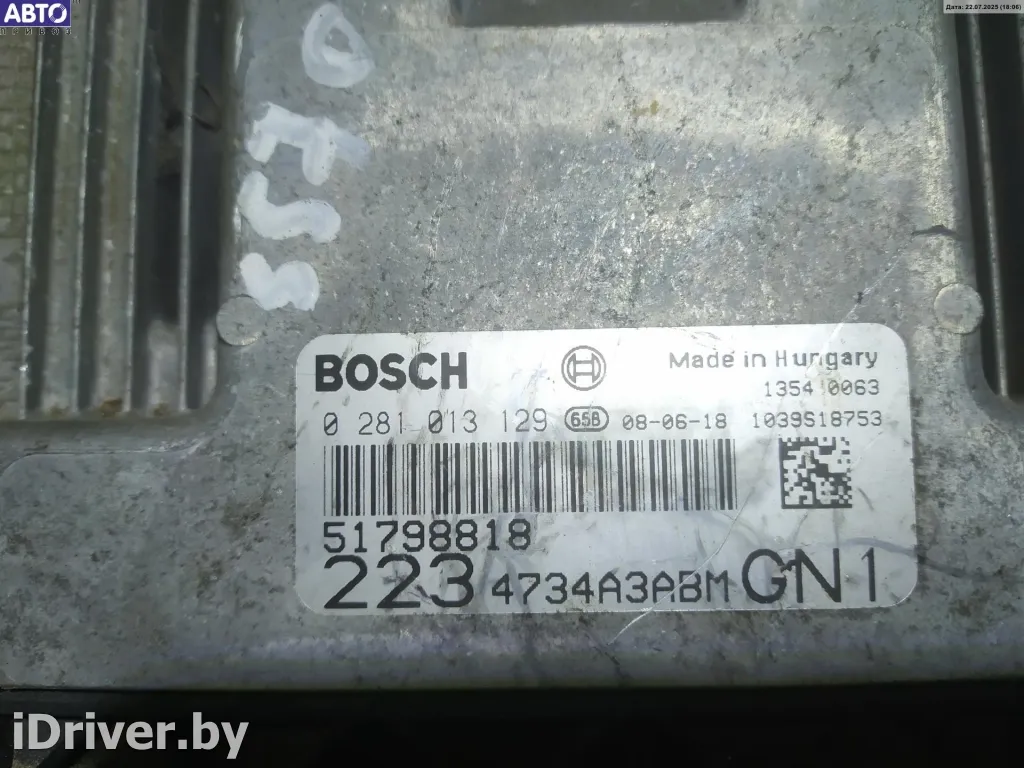 АВТО
ПРИВОЗ
Дата: 22.07.2025 (18:06)
BOSCH
Made in Hungary
1354 0063
0 281 013 129 658 08-06-18 1039S18753
51798818
223 4734A3ABM GN1
iDriver.by